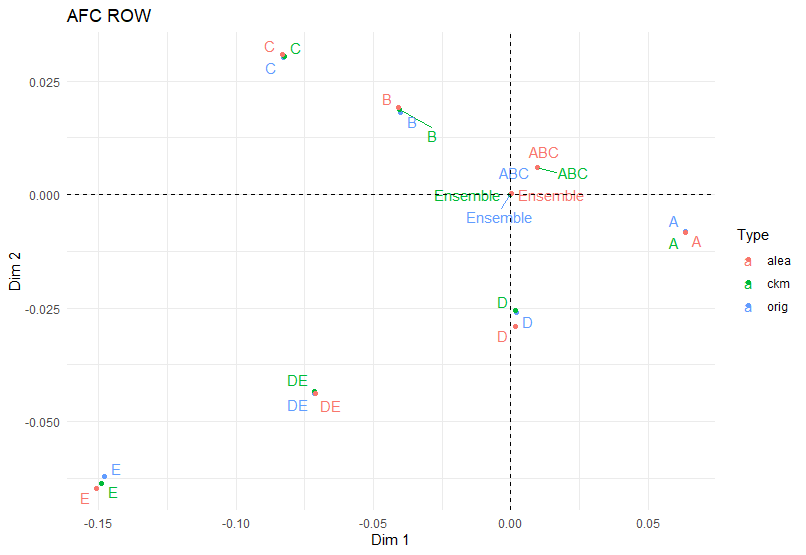 AFC ROW
C
C
C
B
B
B
ABC
ABC
ABC
Ensemble
Ensemble
Ensemble
A
A
A
D
D
D
DE
DE
DE
E
E
E
0.025
0.000
-0.025
-0.050
Dim 2
-0.15
-0.10
-0.05
0.00
0.05
Dim 1
Type
a alea
a ckm
a orig